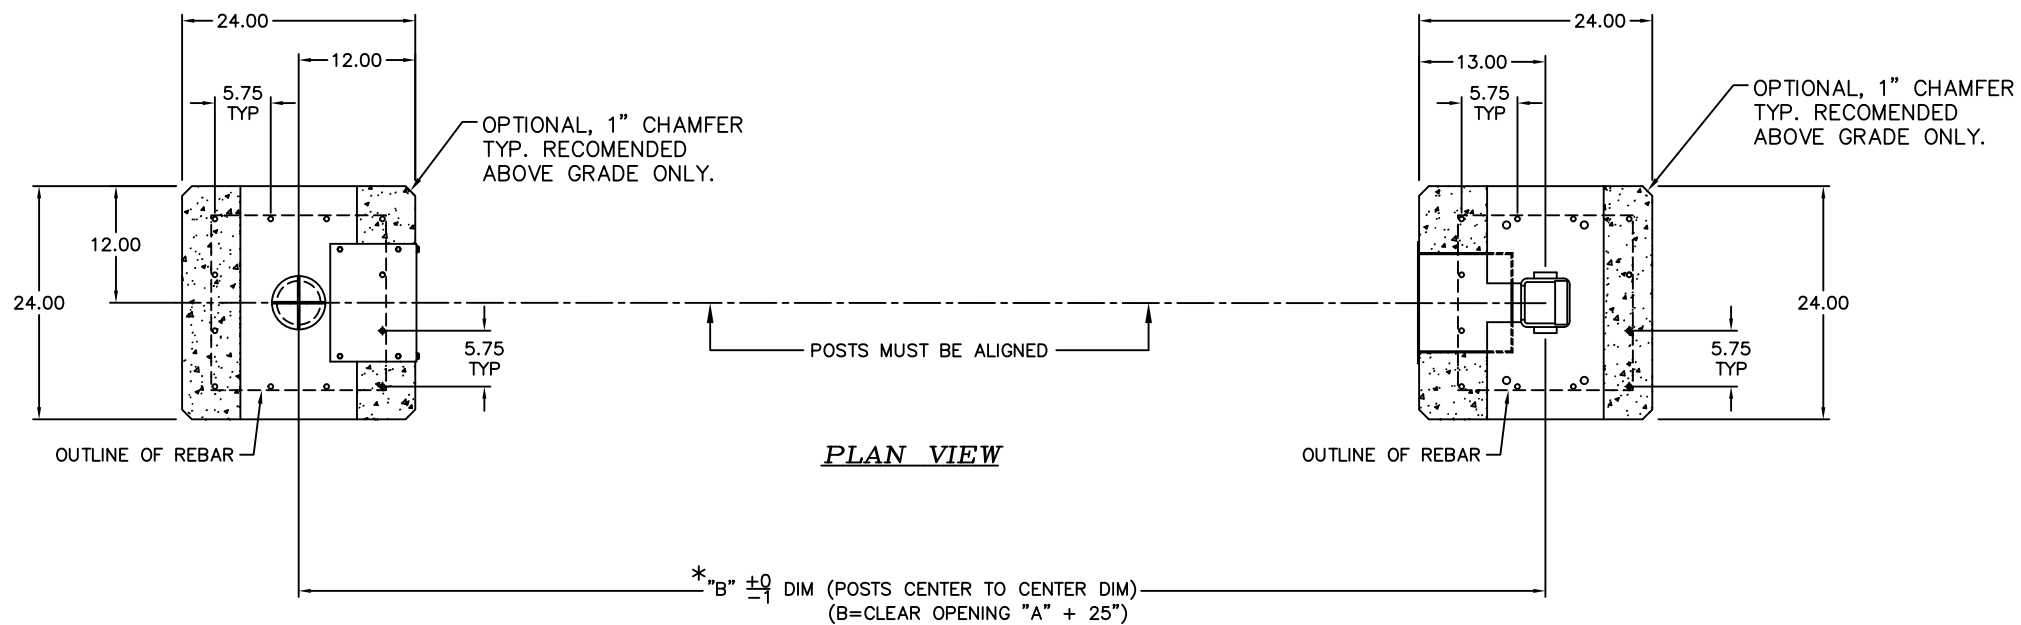 24.00
12.00
5.75
TYP
OPTIONAL, 1" CHAMFER
TYP. RECOMENDED
ABOVE GRADE ONLY.
24.00
13.00
5.75
TYP
OPTIONAL, 1" CHAMFER
TYP. RECOMENDED
ABOVE GRADE ONLY.
12.00
24.00
5.75
TYP
POSTS MUST BE ALIGNED
24.00
5.75
TYP
OUTLINE OF REBAR
PLAN VIEW
OUTLINE OF REBAR
*"B" ±0 DIM (POSTS CENTER TO CENTER DIM)
-1
(B=CLEAR OPENING "A" + 25")